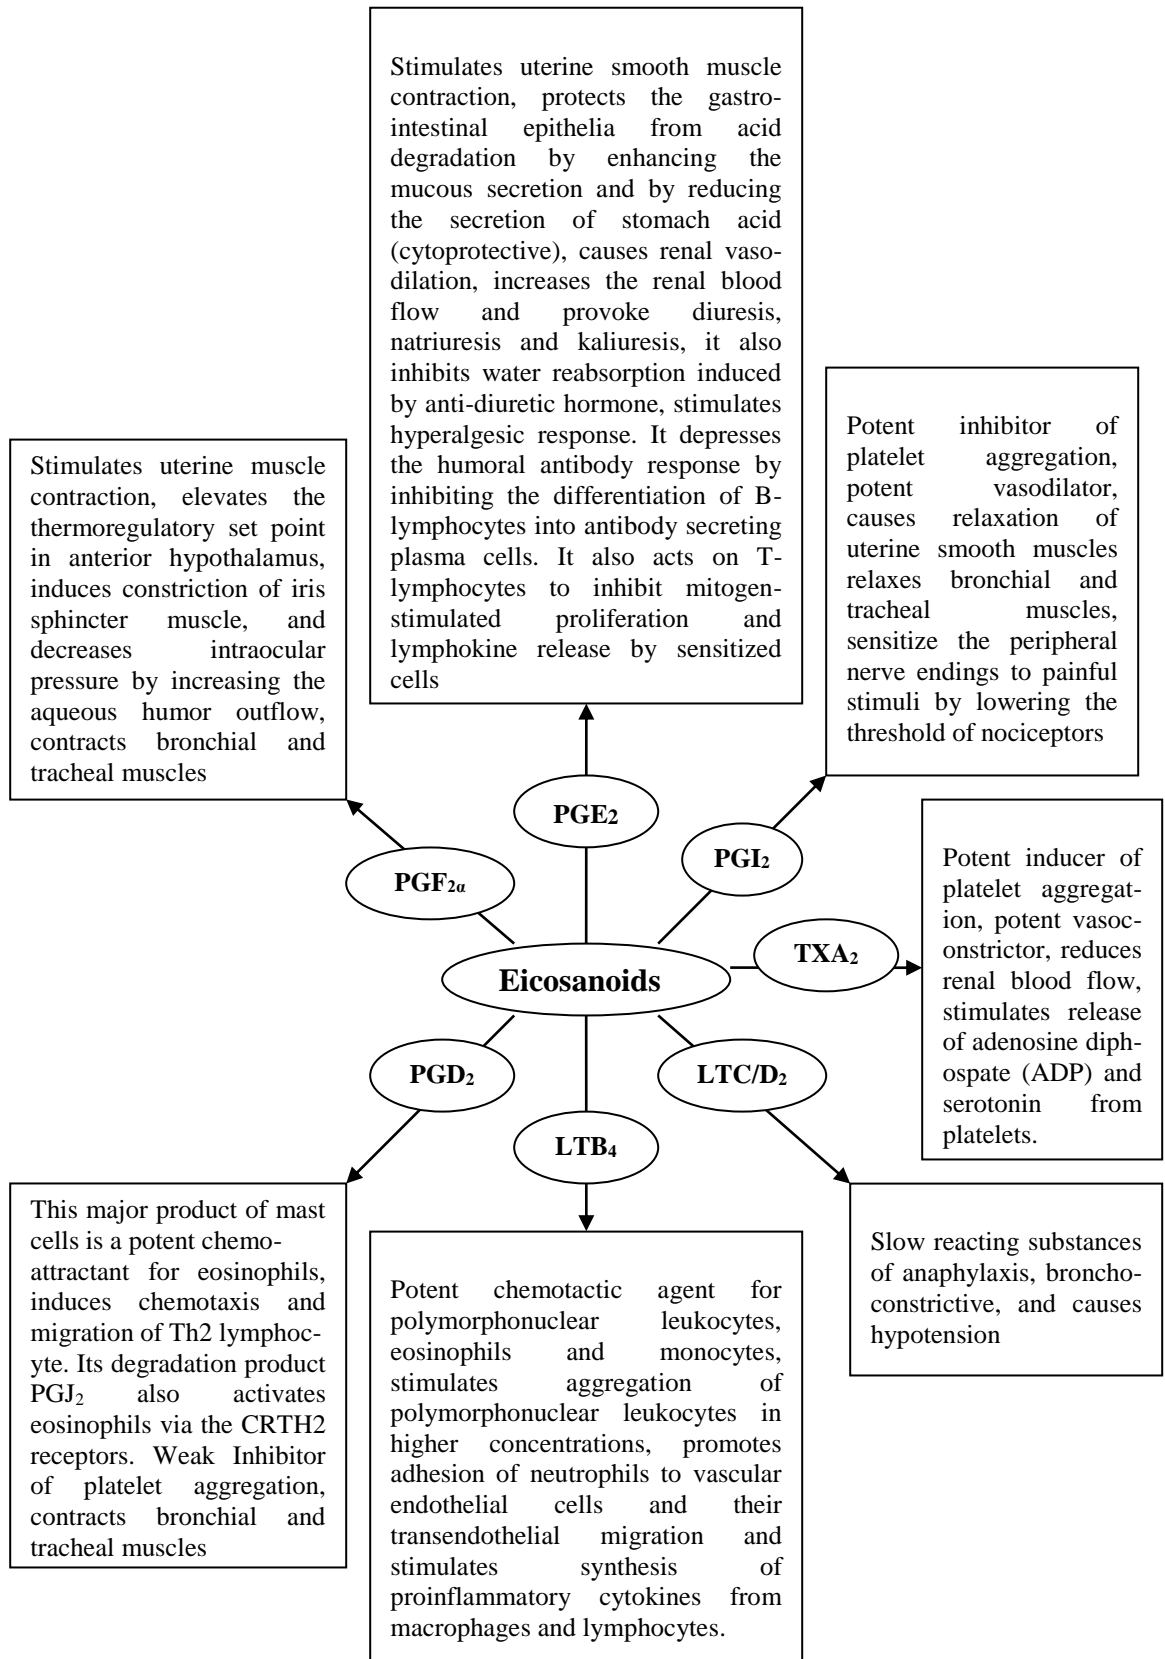 Stimulates uterine smooth muscle
contraction, protects the gastro-
intestinal epithelia from acid
degradation by enhancing the
mucous secretion and by reducing
the secretion of stomach acid
(cytoprotective), causes renal vaso-
dilation, increases the renal blood
flow and provoke diuresis,
natriuresis and kaliuresis, it also
inhibits water reabsorption induced
by anti-diuretic hormone, stimulates
hyperalgesic response. It depresses
the humoral antibody response by
inhibiting the differentiation of B-
lymphocytes into antibody secreting
plasma cells. It also acts on T-
lymphocytes to inhibit mitogen-
stimulated proliferation and
lymphokine release by sensitized
cells
Stimulates uterine muscle
contraction, elevates the
thermoregulatory set point
in anterior hypothalamus,
induces constriction of iris
sphincter muscle, and
decreases intraocular
pressure by increasing the
aqueous humor outflow,
contracts bronchial and
tracheal muscles
Potent inhibitor of
platelet aggregation,
potent vasodilator,
causes relaxation of
uterine smooth muscles
relaxes bronchial and
tracheal muscles,
sensitize the peripheral
nerve endings to painful
stimuli by lowering the
threshold of nociceptors
PGE2
PGF2α
PGI2
TXA2
Eicosanoids
PGD2
LTC/D2
LTB4
Potent inducer of
platelet aggregat-
ion, potent vasoc-
onstrictor, reduces
renal blood flow,
stimulates release
of adenosine diph-
ospate (ADP) and
serotonin from
platelets.
This major product of mast
cells is a potent chemo-
attractant for eosinophils,
induces chemotaxis and
migration of Th2 lymphoc-
yte. Its degradation product
PGJ2 also activates
eosinophils via the CRTH2
receptors. Weak Inhibitor
of platelet aggregation,
contracts bronchial and
tracheal muscles
Potent chemotactic agent for
polymorphonuclear leukocytes,
eosinophils and monocytes,
stimulates aggregation of
polymorphonuclear leukocytes in
higher concentrations, promotes
adhesion of neutrophils to vascular
endothelial cells and their
transendothelial migration and
stimulates synthesis of
proinflammatory cytokines from
macrophages and lymphocytes.
Slow reacting substances
of anaphylaxis, broncho-
constrictive, and causes
hypotension